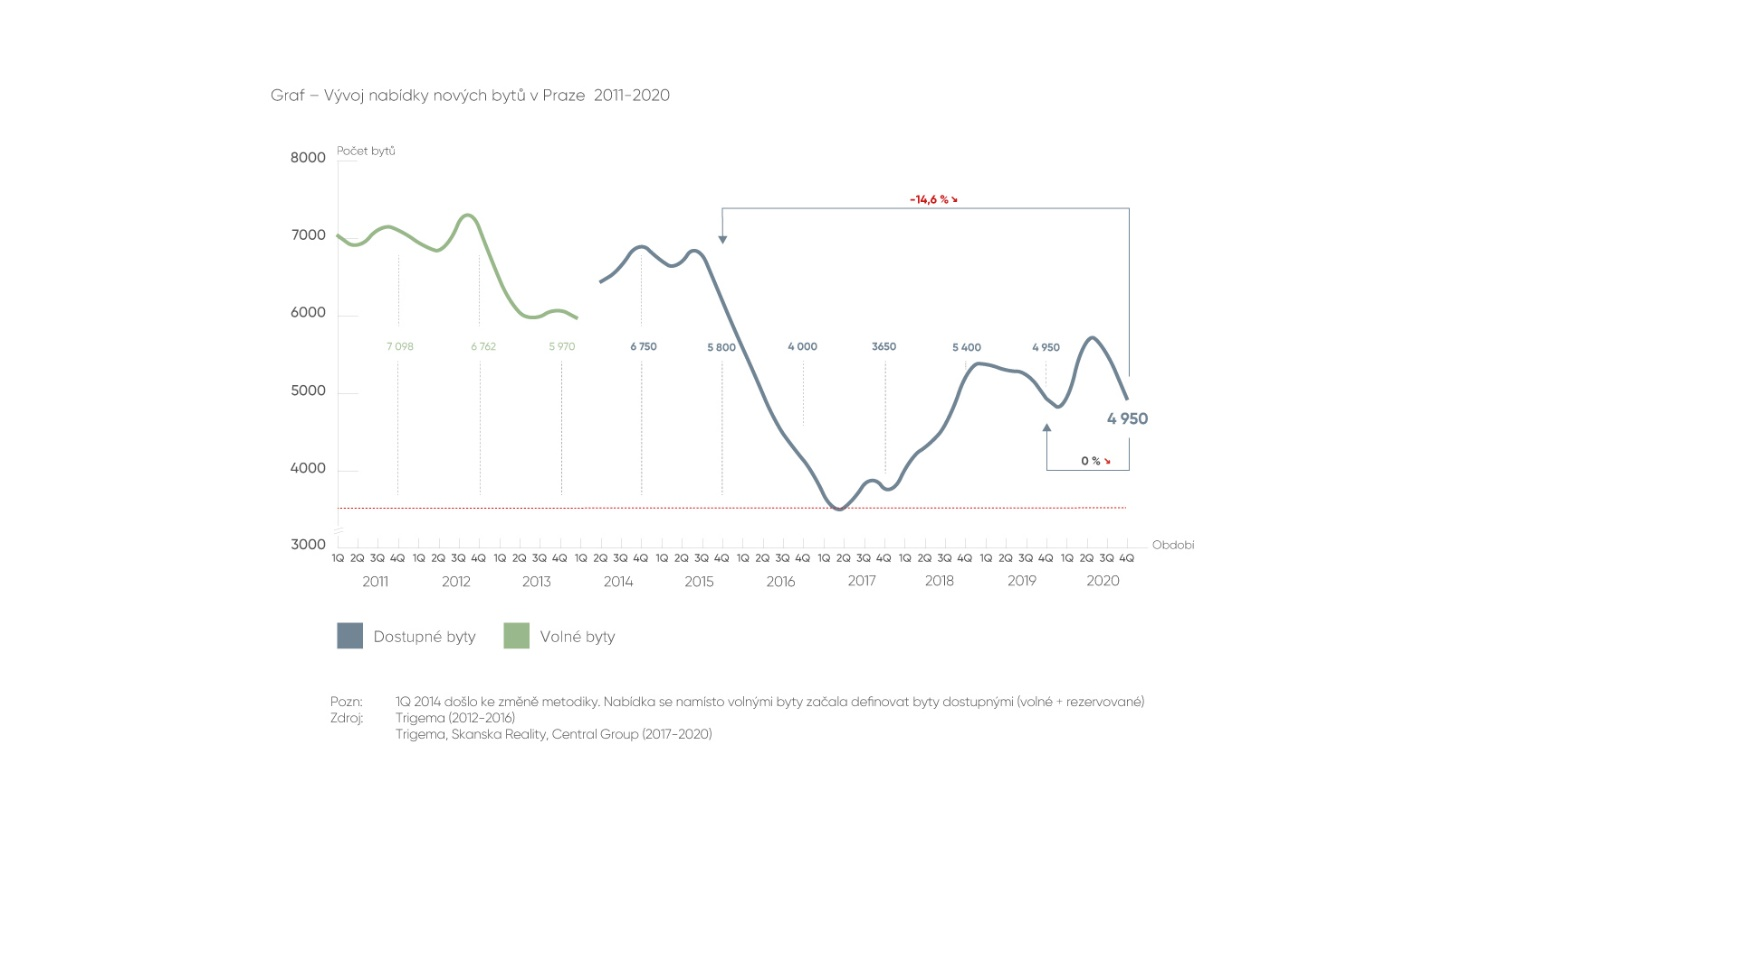 Graf – Vývoj nabídky nových bytů v Praze 2011-2020
Počet bytů
8000
7000
6000
5000
4000
3000
-14,6 %
7 098
6 762
5 970
6 750
5 800
4 000
3650
5 400
4 950
4 950
0 %
Období
1Q 2Q 3Q 4Q 1Q 2Q 3Q 4Q 1Q 2Q 3Q 4Q 1Q 2Q 3Q 4Q 1Q 2Q 3Q 4Q 1Q 2Q 3Q 4Q 1Q 2Q 3Q 4Q 1Q 2Q 3Q 4Q 1Q 2Q 3Q 4Q 1Q 2Q 3Q 4Q
2011 2012 2013 2014 2015 2016 2017 2018 2019 2020
Dostupné byty Volné byty
Pozn: 1Q 2014 došlo ke změně metodiky. Nabídka se namísto volnými byty začala definovat byty dostupnými (volné + rezervované)
Zdroj: Trigema (2012-2016)
Trigema, Skanska Reality, Central Group (2017-2020)